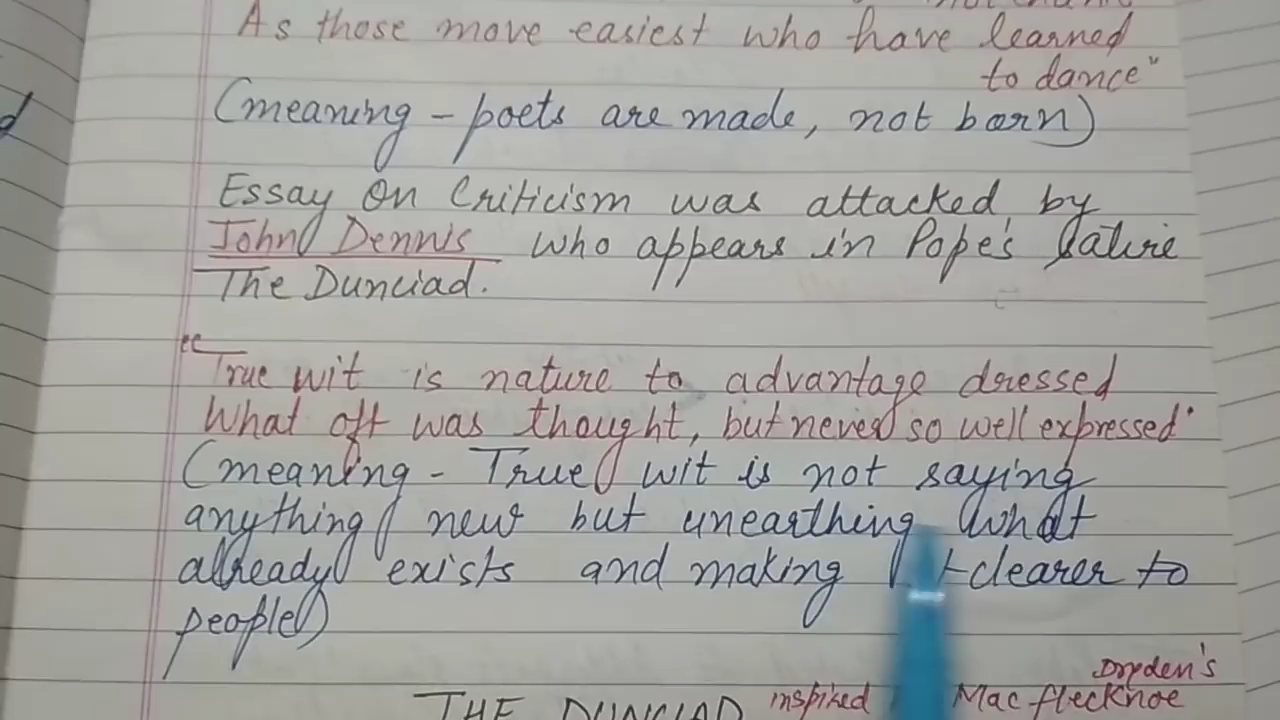 As those move easiest who have learned
to dance"
(meaning - poets are made, not born)
Essay On Criticism was attacked by
John Dennis who appears in Pope's Satire
The Dunciad.
"True wit is nature to advantage dressed
What oft was thought, but never so well expressed"
(meaning - True wit is not saying
anything new but unearthing what
already exists and making clearer to
people)
Dryden's
THE DUNCIAD inspired Mac flecknoe